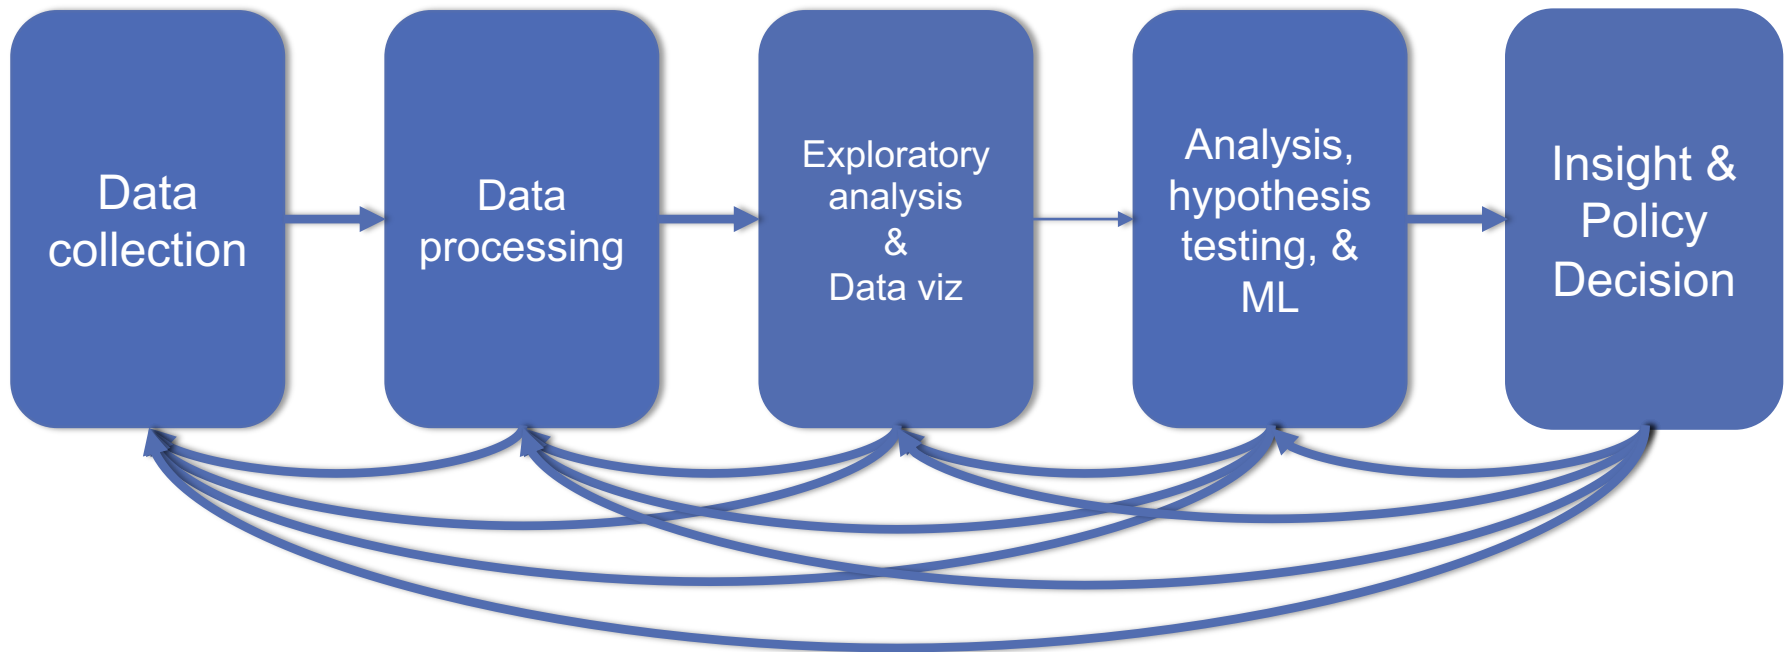 Data
collection
Data
processing
Exploratory
analysis
&
Data viz
Analysis,
hypothesis
testing, &
ML
Insight &
Policy
Decision